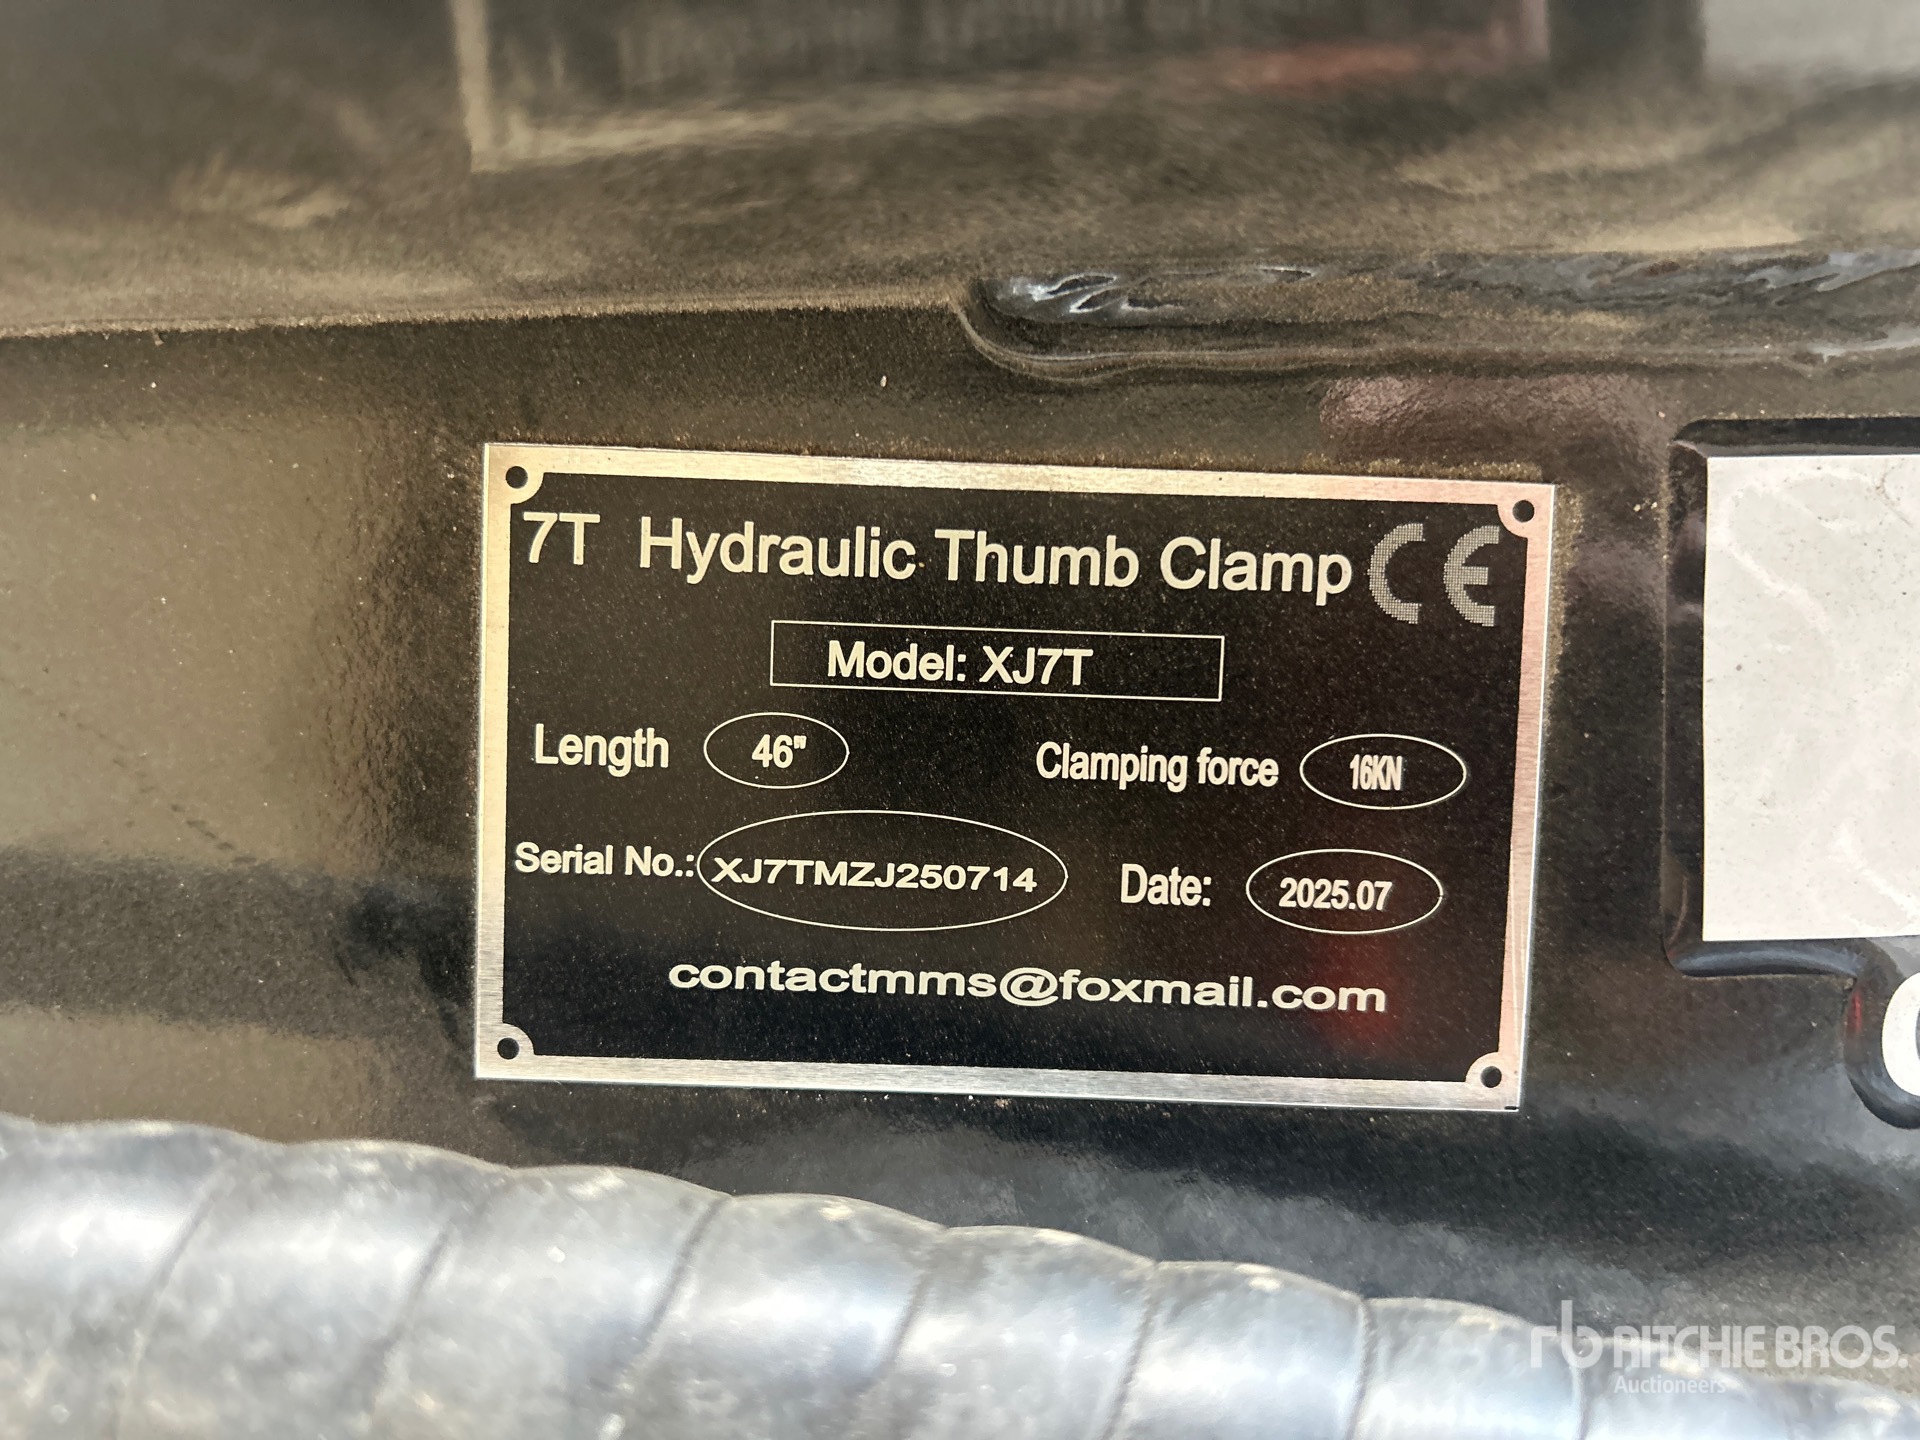 7T Hydraulic Thumb Clamp CE
Model: XJ7T
Length 46" Clamping force 16KN
Serial No.: XJ7TMZJ250714 Date: 2025.07
contactmms@foxmail.com
rb RITCHIE BROS.
Auctioneers